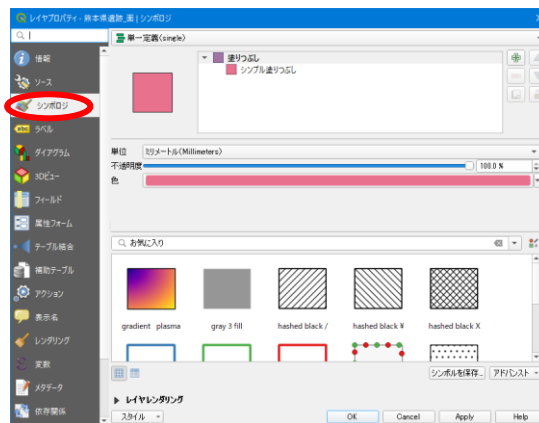 レイヤプロパティ - 熊本県遺跡_面 | シンボロジ
単一定義(single)
情報
ソース
シンボロジ
abc ラベル
ダイアグラム
3Dビュー
フィールド
属性フォーム
テーブル結合
補助テーブル
アクション
表示名
レンダリング
変数
メタデータ
依存関係
塗りつぶし
シンプル塗りつぶし
単位 ミリメートル(Millimeters)
不透明度 100.0 %
色
お気に入り
gradient plasma gray 3 fill hashed black / hashed black ¥ hashed black X
シンボルを保存... アドバンスト
レイヤレンダリング
スタイル OK Cancel Apply Help